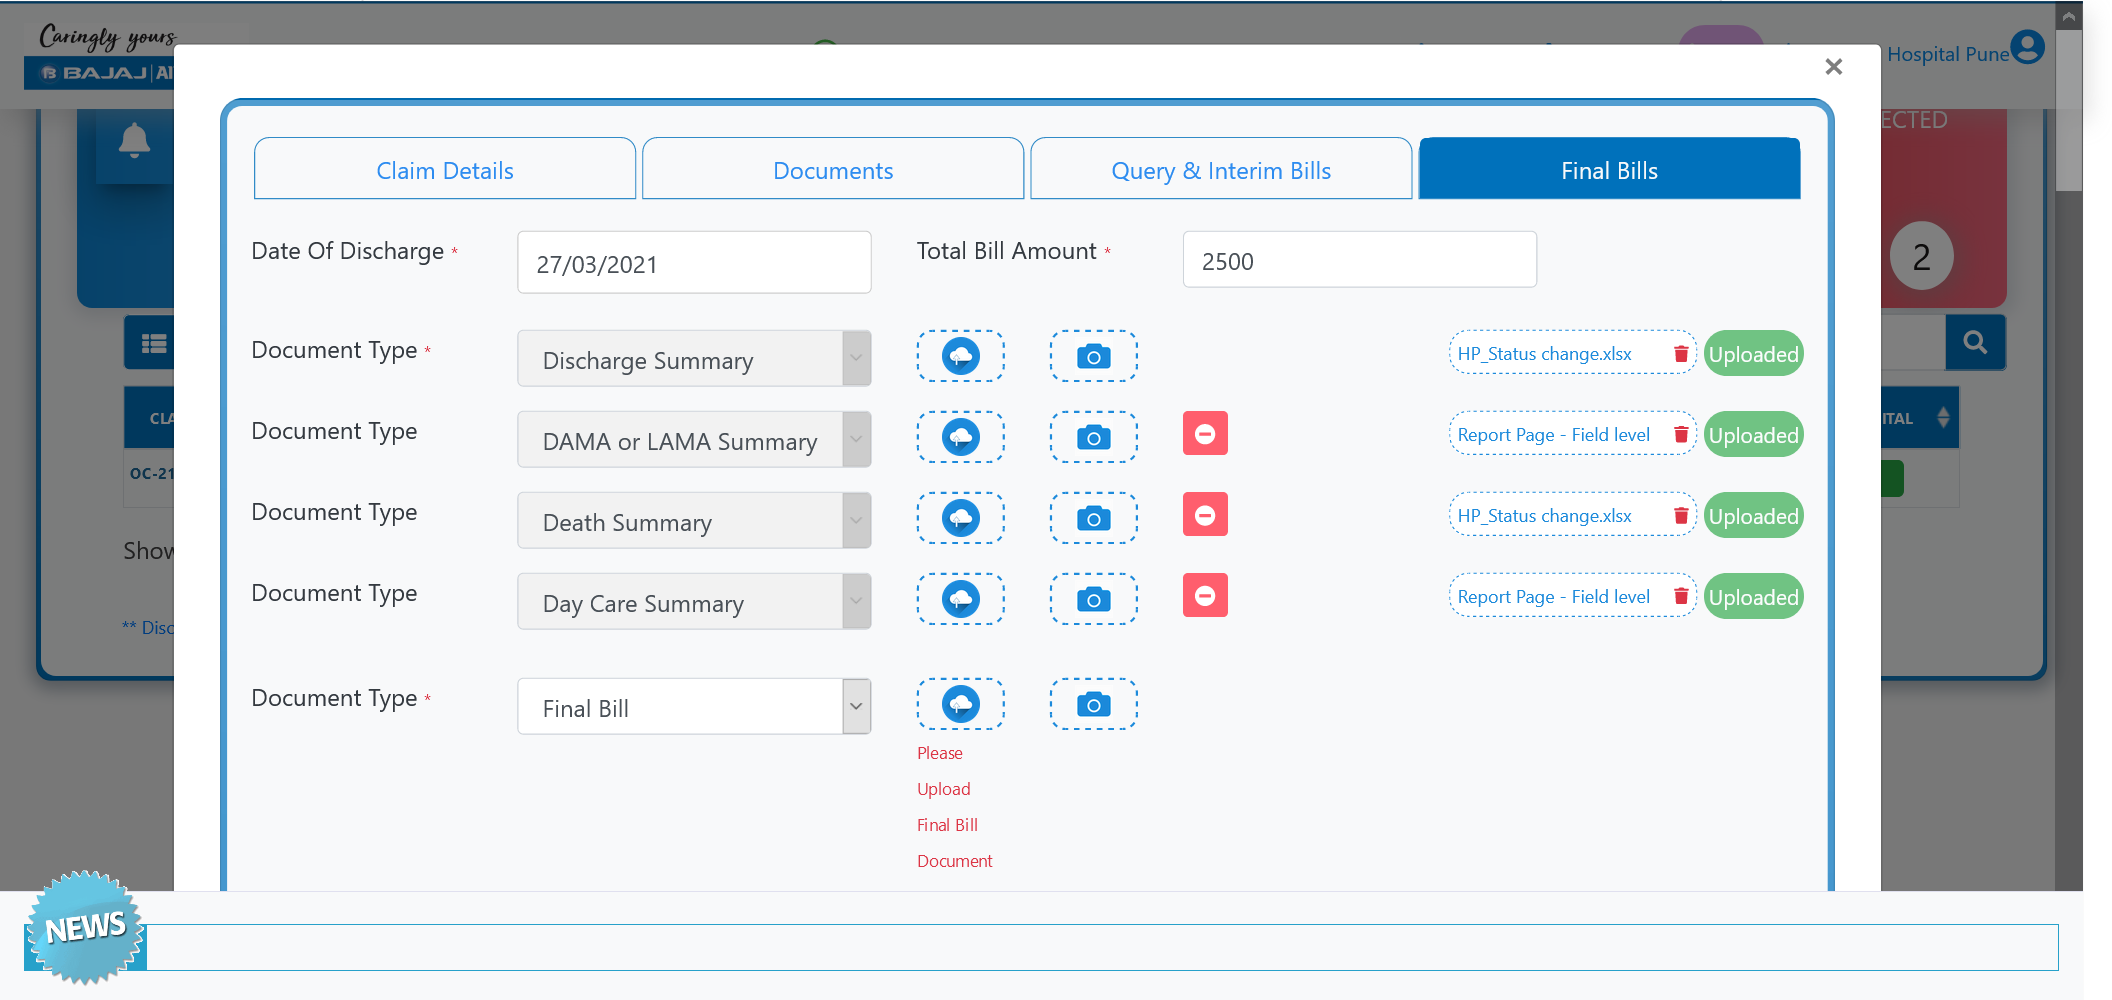 Caringly yours
BAJAJ | Al
Hospital Pune
ECTED
2
Claim Details
Documents
Query & Interim Bills
Final Bills
Date Of Discharge *
27/03/2021
Total Bill Amount *
2500
Document Type *
Discharge Summary
HP_Status change.xlsx
Uploaded
Document Type
DAMA or LAMA Summary
Report Page - Field level
Uploaded
CLA
ITAL
Document Type
Death Summary
HP_Status change.xlsx
Uploaded
OC-21
Show
Document Type
Day Care Summary
Report Page - Field level
Uploaded
** Disc
Document Type *
Final Bill
Please
Upload
Final Bill
Document
NEWS